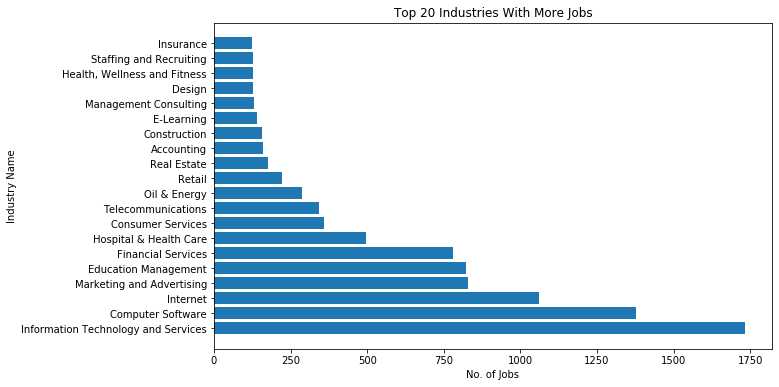 Top 20 Industries With More Jobs
Industry Name
Insurance
Staffing and Recruiting
Health, Wellness and Fitness
Design
Management Consulting
E-Learning
Construction
Accounting
Real Estate
Retail
Oil & Energy
Telecommunications
Consumer Services
Hospital & Health Care
Financial Services
Education Management
Marketing and Advertising
Internet
Computer Software
Information Technology and Services
0 250 500 750 1000 1250 1500 1750
No. of Jobs